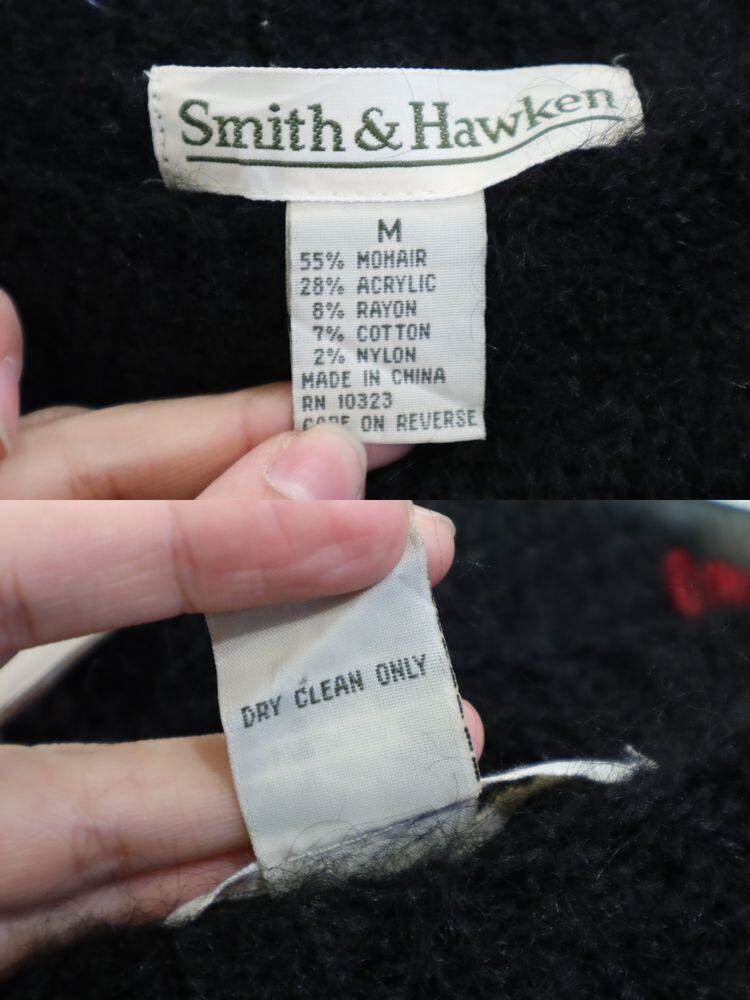 Smith & Hawken
M
55% MOHAIR
28% ACRYLIC
8% RAYON
7% COTTON
2% NYLON
MADE IN CHINA
RN 10323
CARE ON REVERSE
DRY CLEAN ONLY